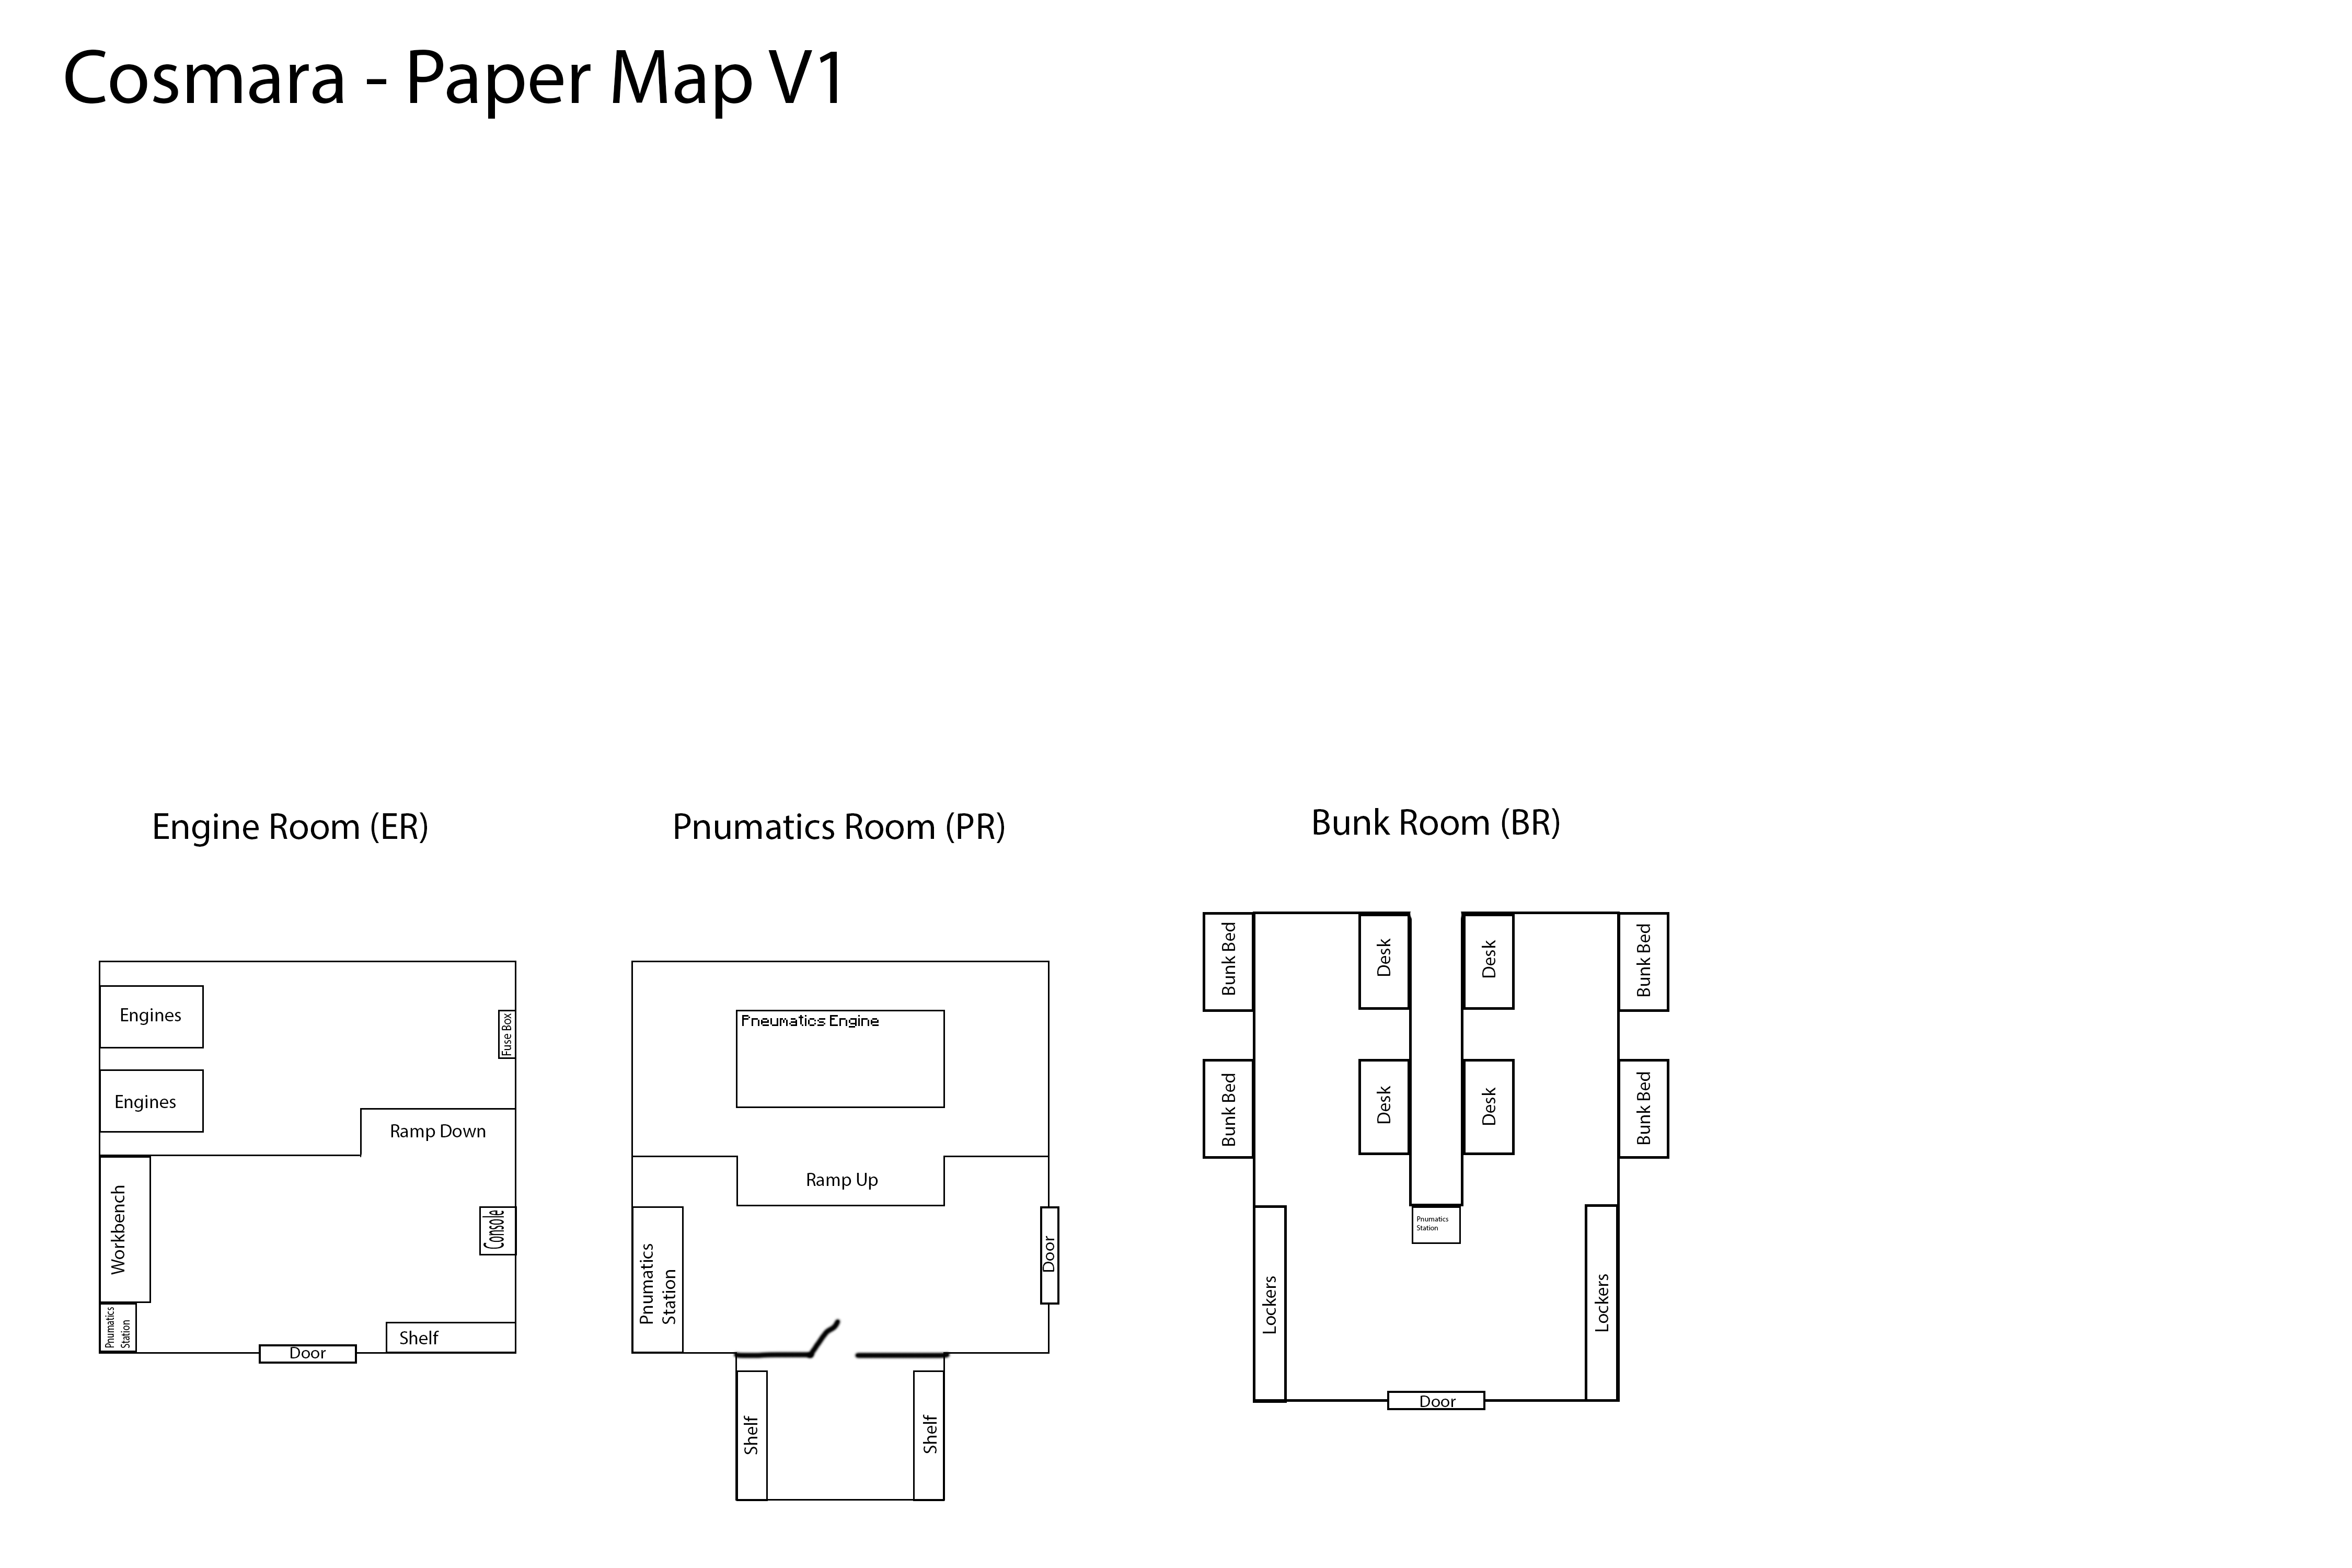 Cosmara - Paper Map V1
Engine Room (ER)
Engines
Engines
Fuse Box
Ramp Down
Workbench
Console
Pnumatics
Station
Shelf
Door
Pnumatics Room (PR)
Pneumatics Engine
Ramp Up
Pnumatics
Station
Door
Shelf
Shelf
Bunk Room (BR)
Bunk Bed
Desk
Desk
Bunk Bed
Bunk Bed
Desk
Desk
Bunk Bed
Pnumatics
Station
Lockers
Lockers
Door